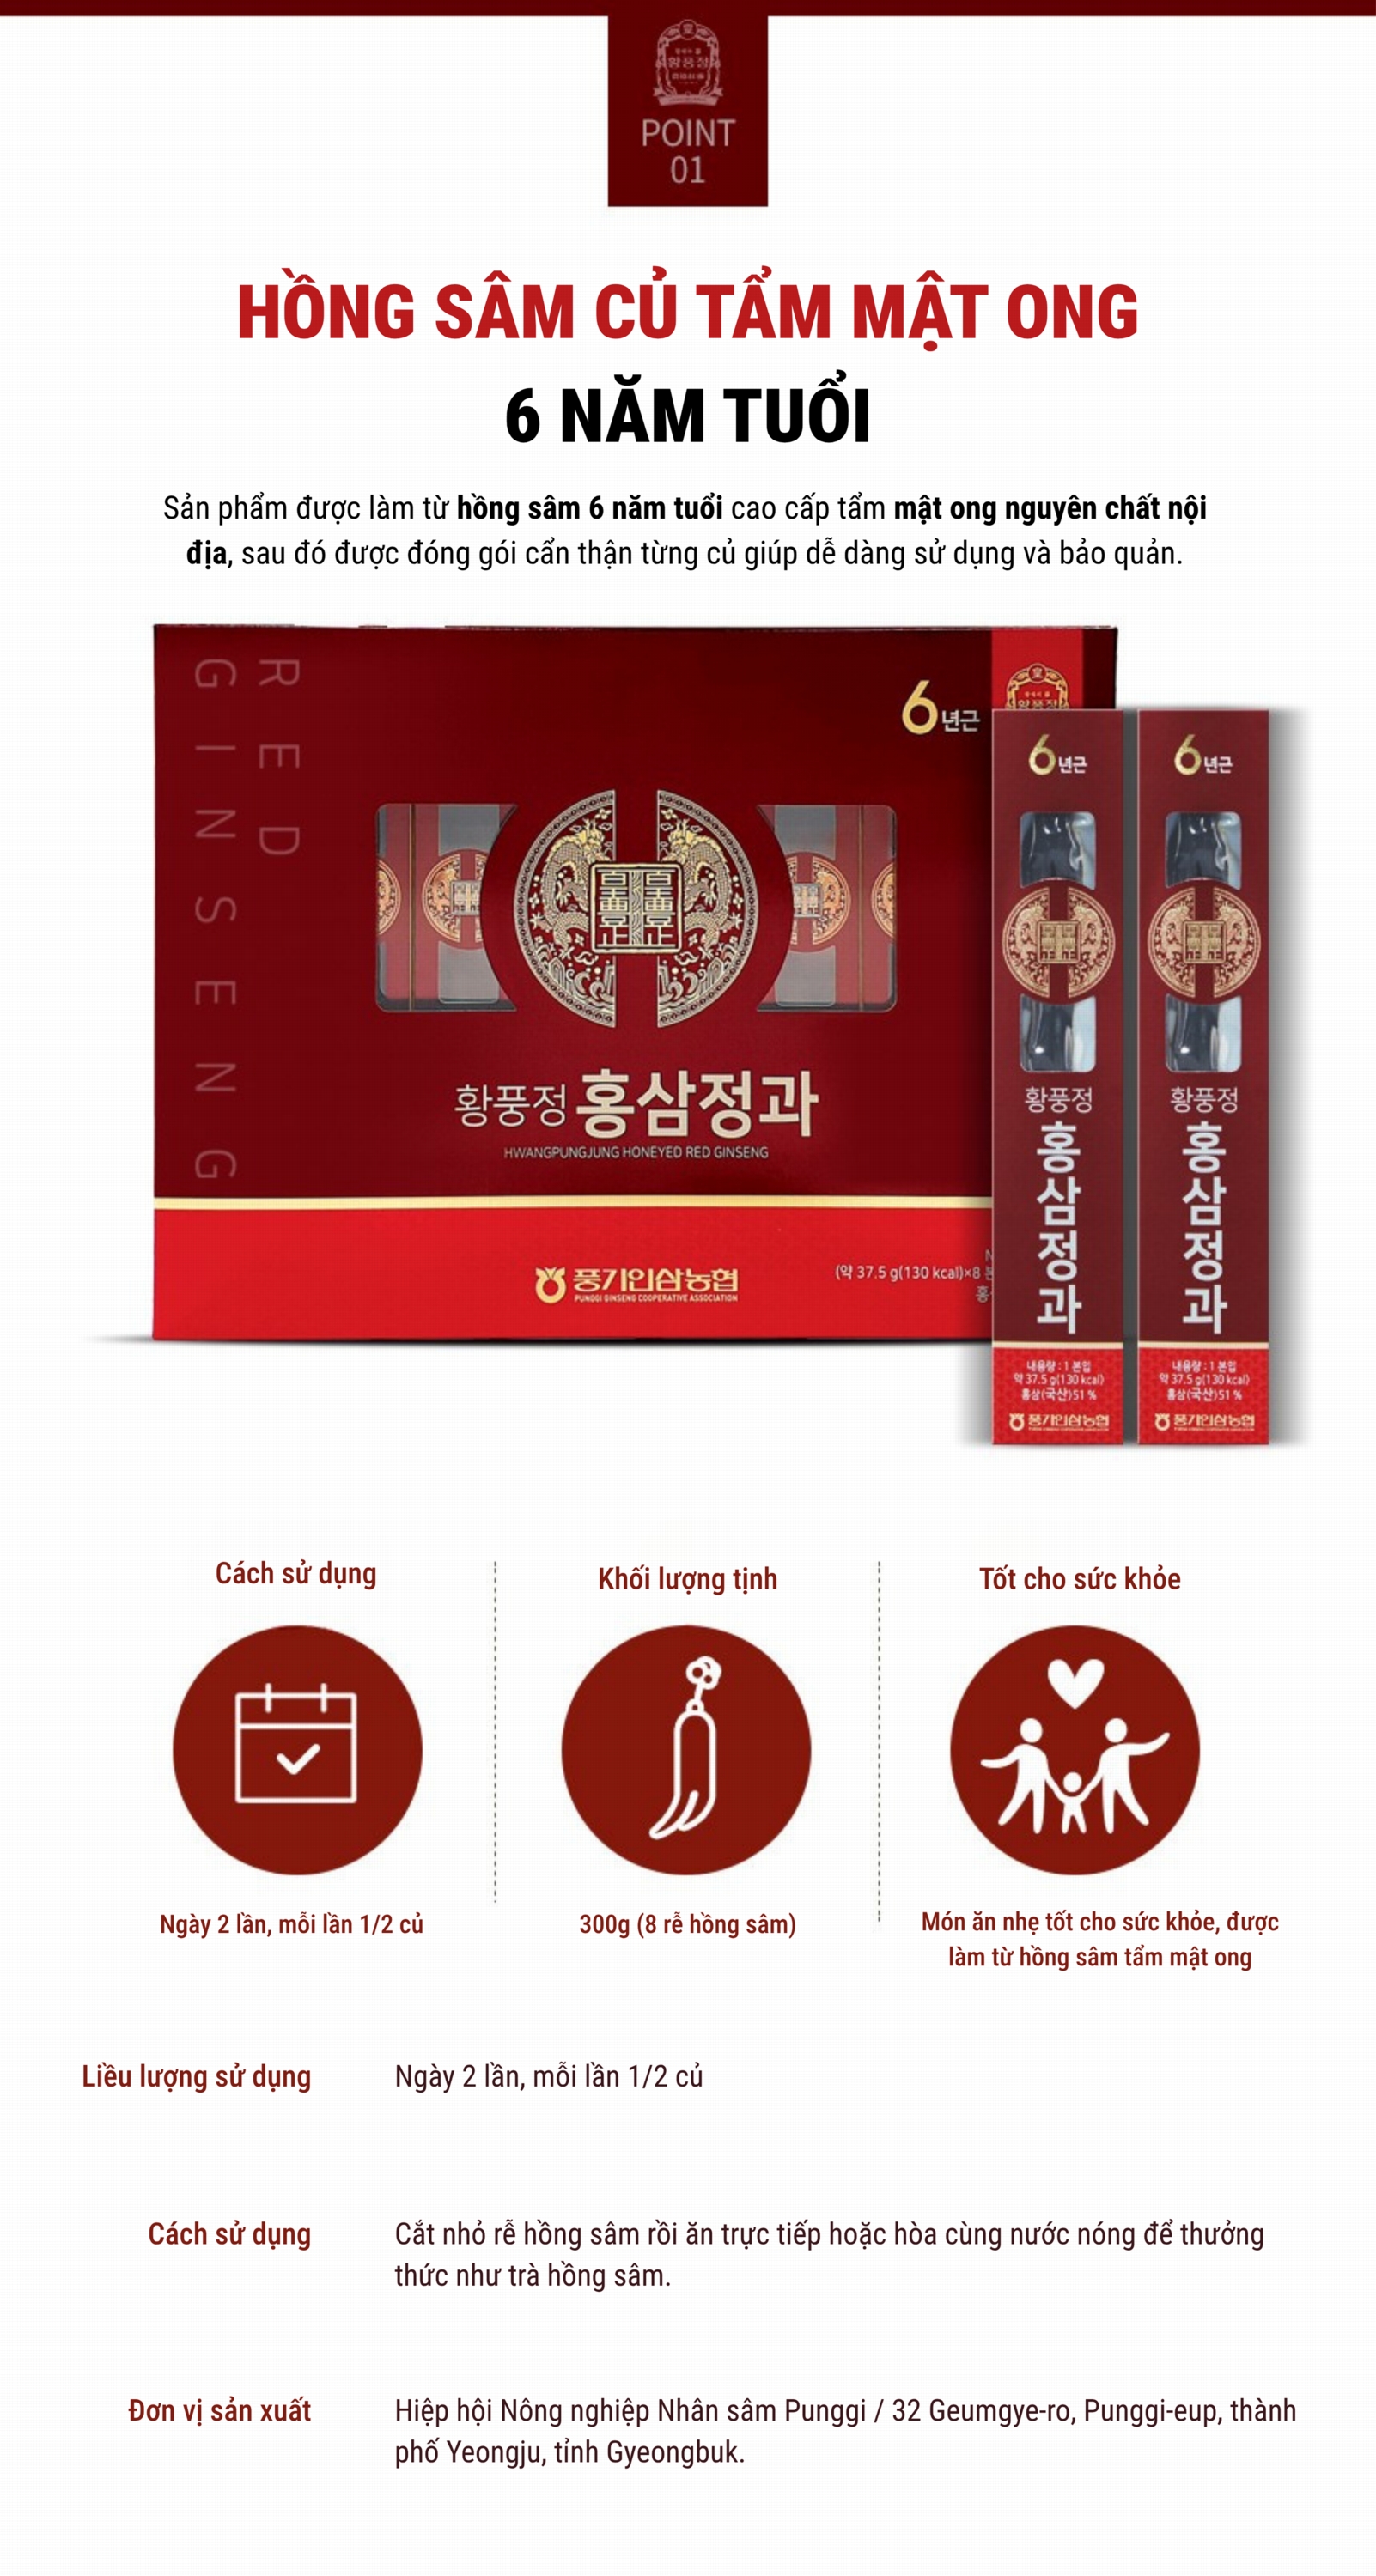 POINT
01
HỒNG SÂM CỦ TẨM MẬT ONG
6 NĂM TUỔI
Sản phẩm được làm từ hồng sâm 6 năm tuổi cao cấp tẩm mật ong nguyên chất nội
địa, sau đó được đóng gói cẩn thận từng củ giúp dễ dàng sử dụng và bảo quản.
RED
GINSENG
6년근
황풍정 홍삼정과
HWANGPUNGJUNG HONEYED RED GINSENG
풍기인삼농협
PUNGGI GINSENG COOPERATIVE ASSOCIATION
(약 37.5 g(130 kcal)×8
홍
6년근
황풍정
홍삼정과
내용량 : 1 본입
약 37.5 g(130 kcal)
홍삼(국산)51 %
풍기인삼농협
6년근
황풍정
홍삼정과
내용량 : 1 본입
약 37.5 g(130 kcal)
홍삼(국산)51 %
풍기인삼농협
Cách sử dụng
Ngày 2 lần, mỗi lần 1/2 củ
Khối lượng tịnh
300g (8 rễ hồng sâm)
Tốt cho sức khỏe
Món ăn nhẹ tốt cho sức khỏe, được
làm từ hồng sâm tẩm mật ong
Liều lượng sử dụng
Ngày 2 lần, mỗi lần 1/2 củ
Cách sử dụng
Cắt nhỏ rễ hồng sâm rồi ăn trực tiếp hoặc hòa cùng nước nóng để thưởng
thức như trà hồng sâm.
Đơn vị sản xuất
Hiệp hội Nông nghiệp Nhân sâm Punggi / 32 Geumgye-ro, Punggi-eup, thành
phố Yeongju, tỉnh Gyeongbuk.